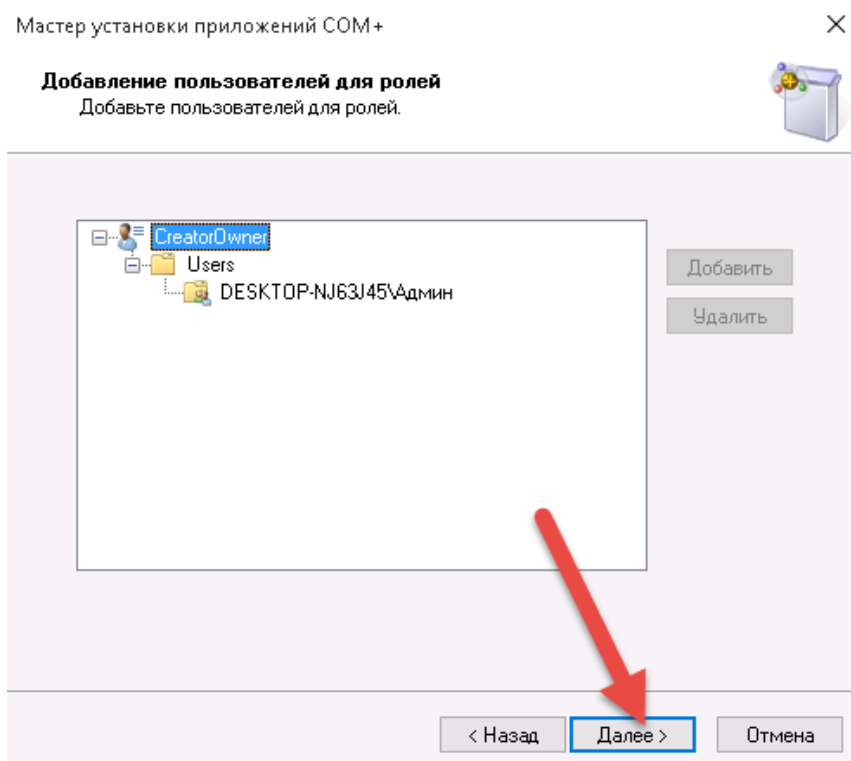 Мастер установки приложений COM+
Добавление пользователей для ролей
Добавьте пользователей для ролей.
CreatorOwner
Users
DESKTOP-NJ63J45\Админ
Добавить
Удалить
< Назад
Далее >
Отмена